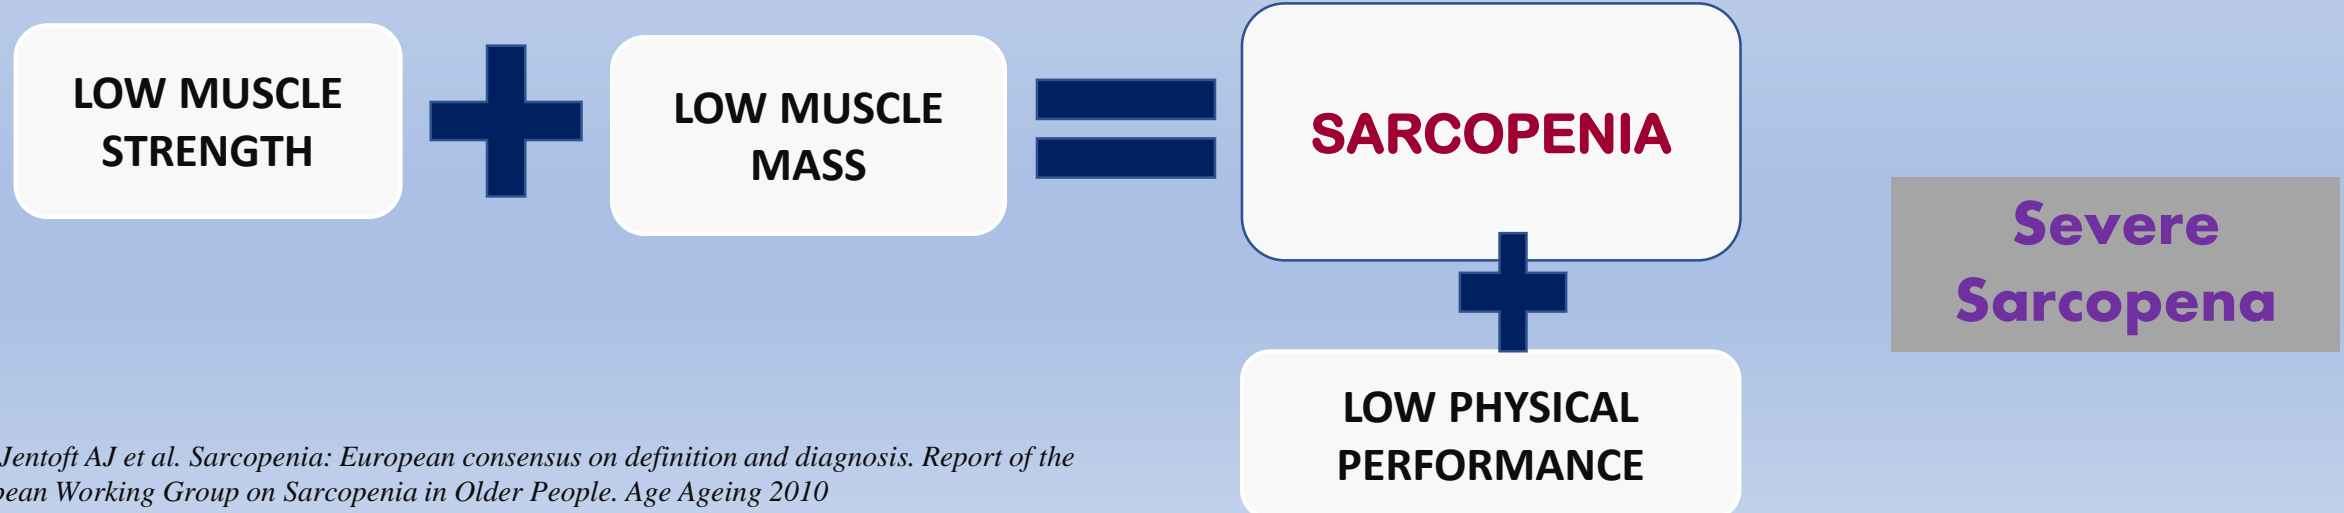 LOW MUSCLE
STRENGTH
LOW MUSCLE
MASS
SARCOPENIA
Severe
Sarcopena
LOW PHYSICAL
PERFORMANCE
Jentoft AJ et al. Sarcopenia: European consensus on definition and diagnosis. Report of the
pean Working Group on Sarcopenia in Older People. Age Ageing 2010